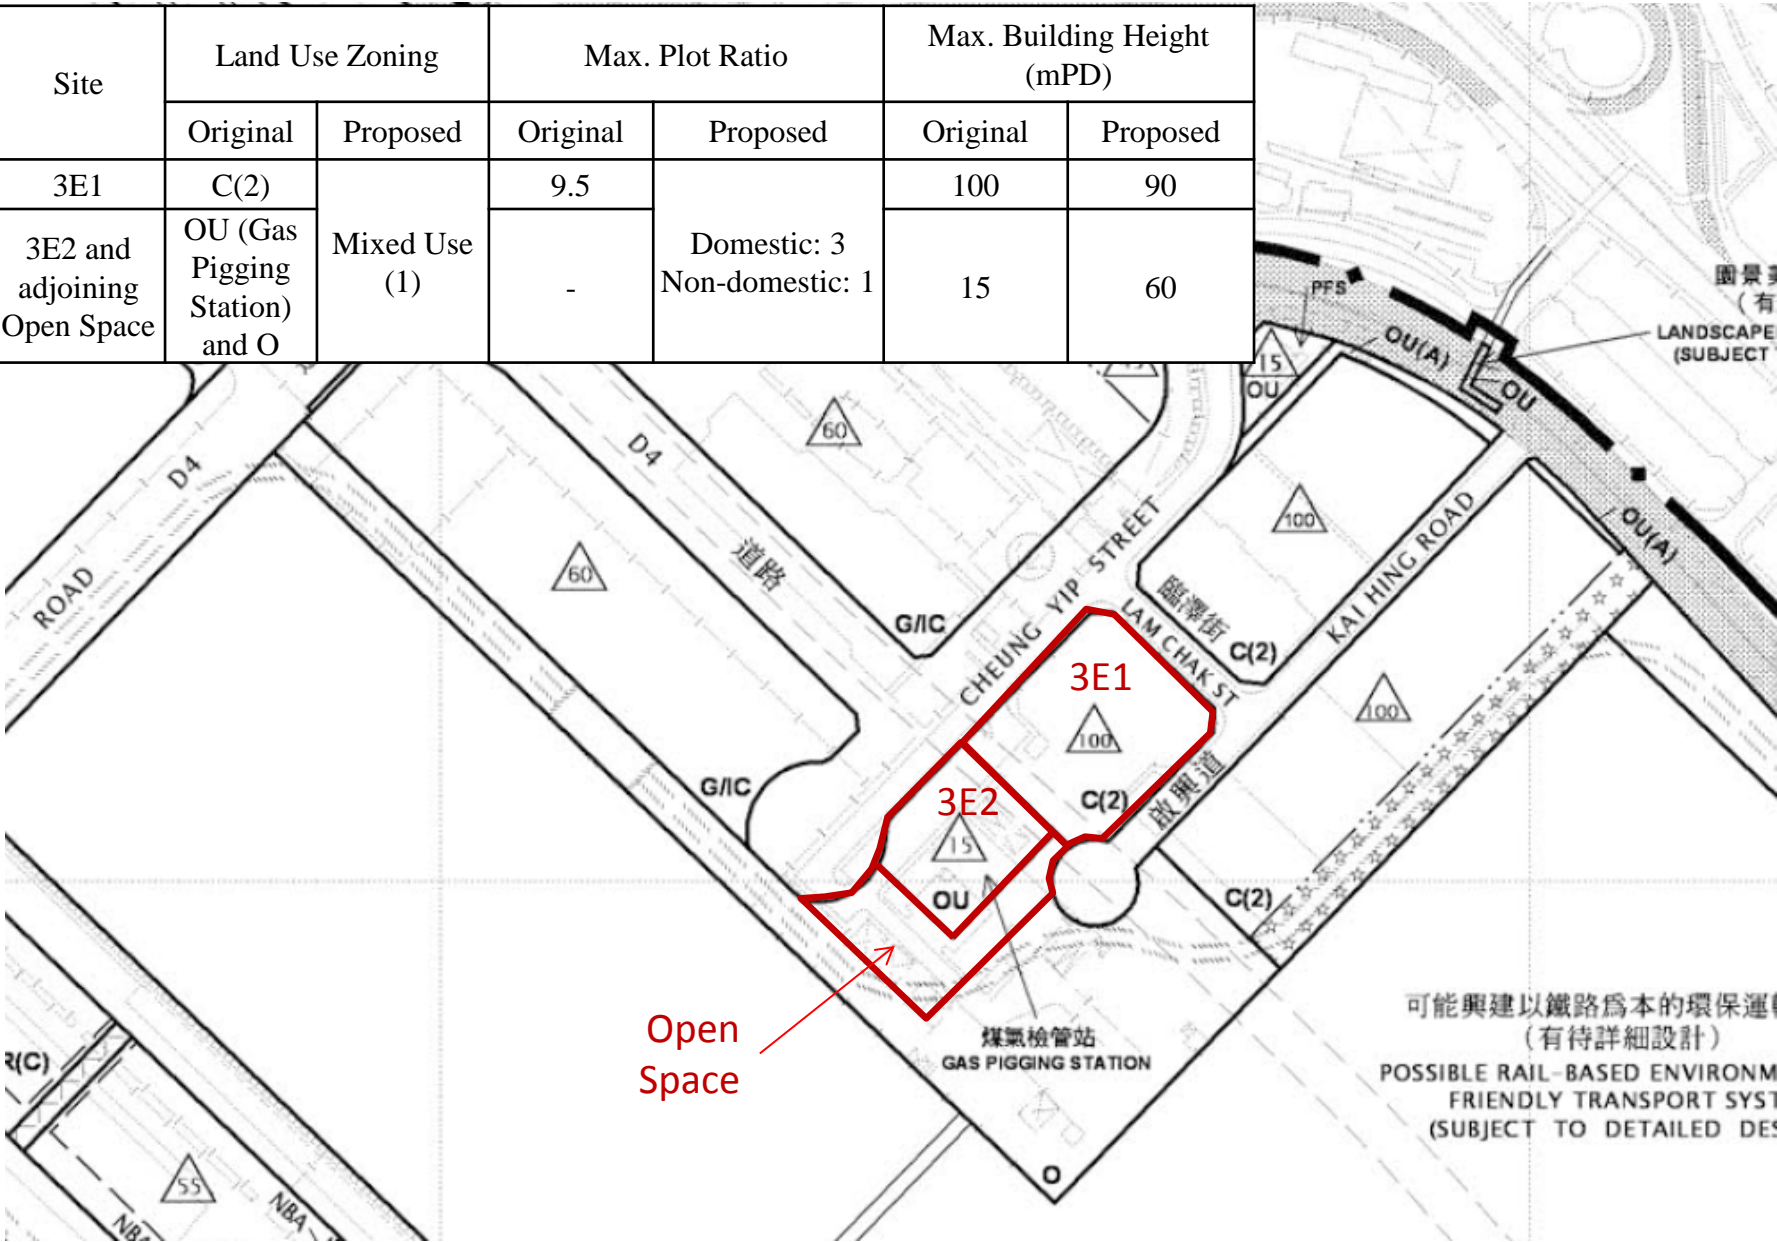 Site
Land Use Zoning
Max. Plot Ratio
Max. Building Height
(mPD)
Original
Proposed
Original
Proposed
Original
Proposed
3E1
C(2)
Mixed Use
(1)
9.5
Domestic: 3
Non-domestic: 1
100
90
3E2 and
adjoining
Open Space
OU (Gas
Pigging
Station)
and O
-
15
60
PFS
OU(A)
OU
15
OU
LANDSCAPE
(SUBJECT
60
D4
D4
道路
ROAD
60
100
OU(A)
CHEUNG YIP STREET
臨澤街
LAM CHAK ST
C(2)
KAI HING ROAD
G/IC
3E1
100
C(2)
啟興道
100
G/IC
3E2
15
OU
C(2)
Open
Space
煤氣檢管站
GAS PIGGING STATION
可能興建以鐵路爲本的環保運
(有待詳細設計)
POSSIBLE RAIL-BASED ENVIRONM
FRIENDLY TRANSPORT SYST
(SUBJECT TO DETAILED DES
R(C)
55
NBA
NBA
O